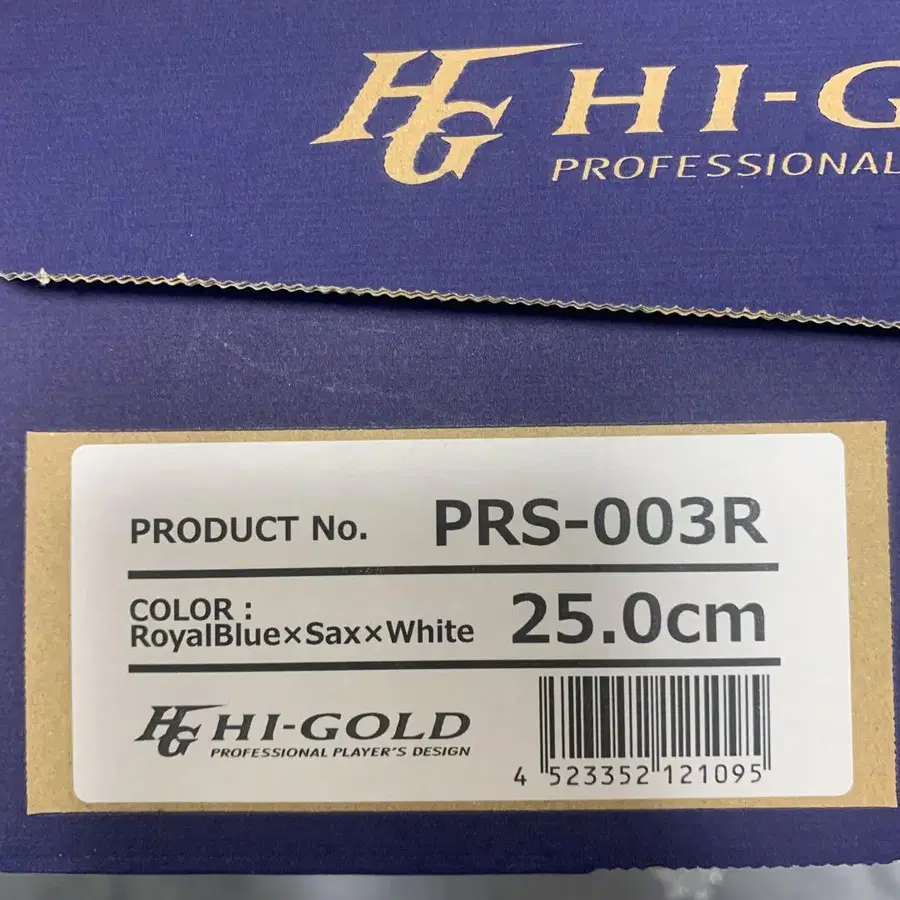 HG HI-G
PROFESSIONAL
PRODUCT No. PRS-003R
COLOR :
RoyalBlue×Sax×White 25.0cm
HG HI-GOLD
PROFESSIONAL PLAYER'S DESIGN
4 523352 121095